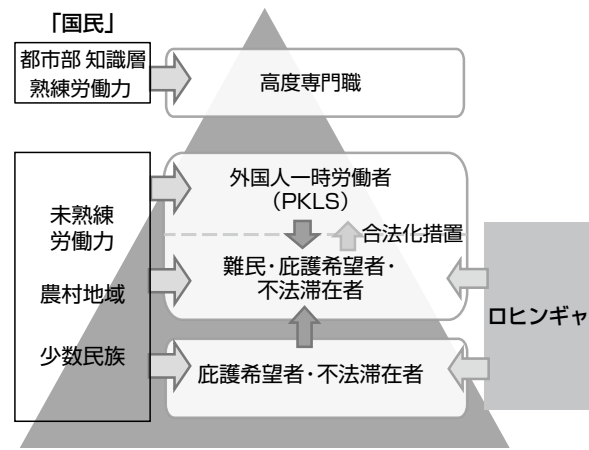 「国民」
都市部 知識層
熟練労働力
高度専門職
外国人一時労働者
（PKLS）
合法化措置
未熟練
労働力
難民・庇護希望者・
不法滞在者
農村地域
ロヒンギャ
少数民族
庇護希望者・不法滞在者